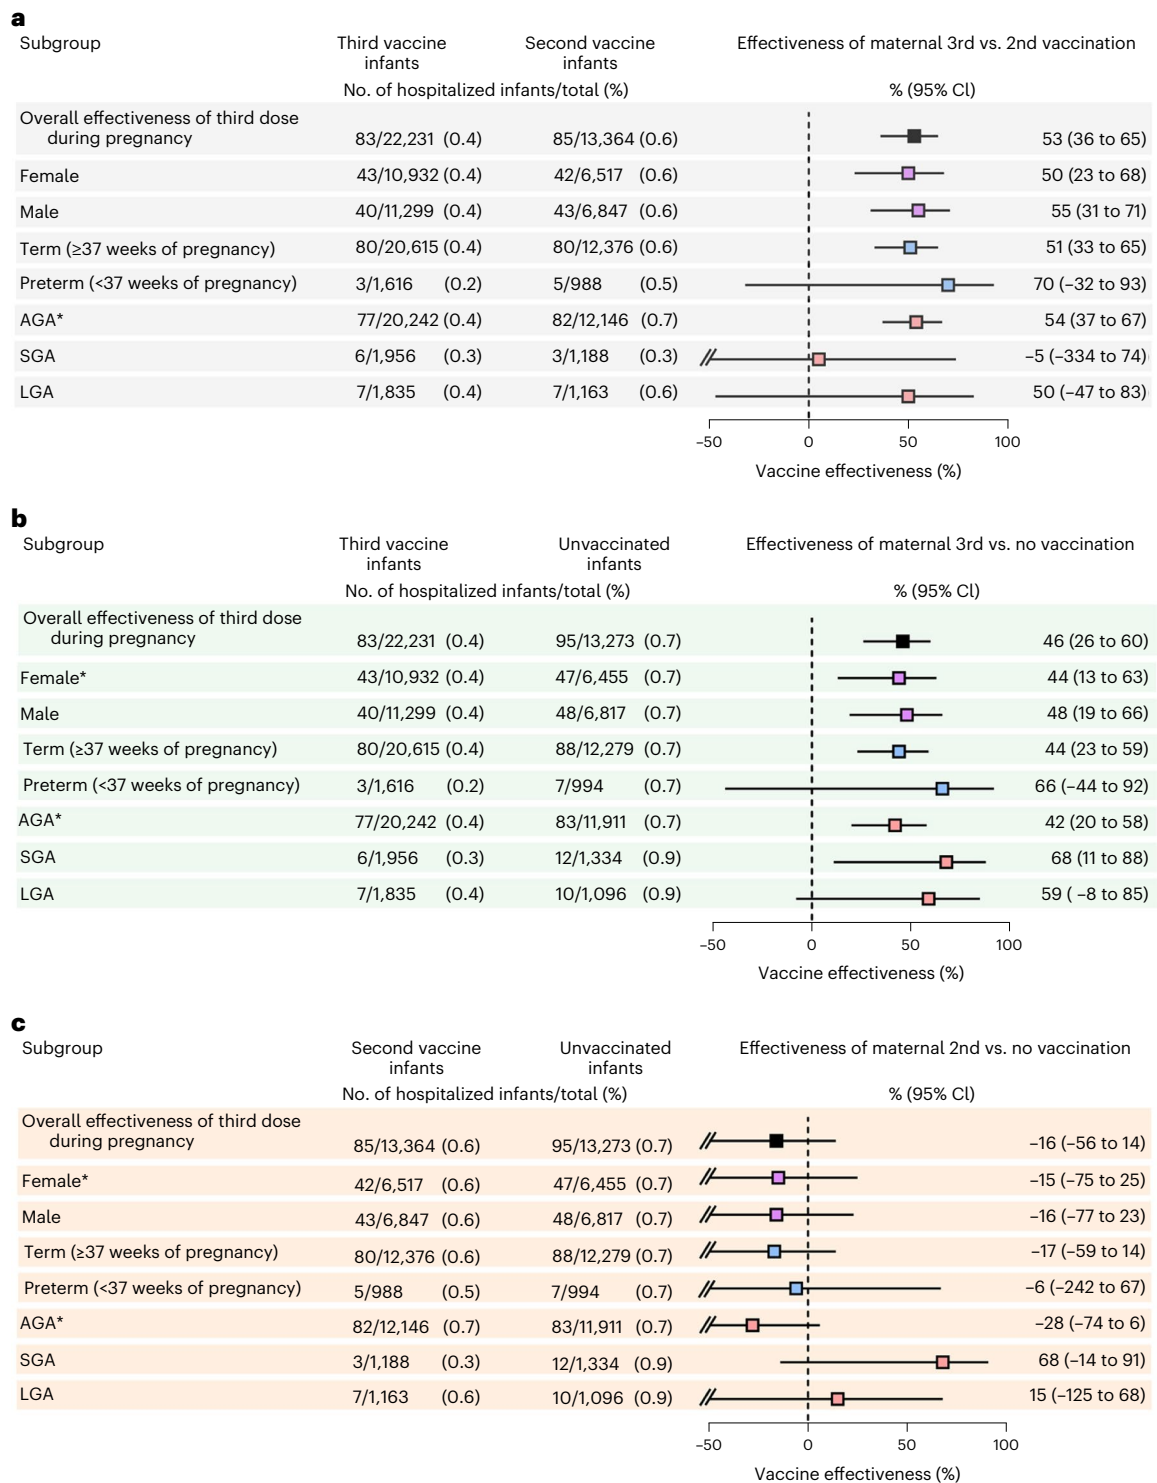 a
Subgroup Third vaccine Second vaccine Effectiveness of maternal 3rd vs. 2nd vaccination
infants infants
No. of hospitalized infants/total (%) % (95% Cl)
Overall effectiveness of third dose
during pregnancy 83/22,231 (0.4) 85/13,364 (0.6) 53 (36 to 65)
Female 43/10,932 (0.4) 42/6,517 (0.6) 50 (23 to 68)
Male 40/11,299 (0.4) 43/6,847 (0.6) 55 (31 to 71)
Term (≥37 weeks of pregnancy) 80/20,615 (0.4) 80/12,376 (0.6) 51 (33 to 65)
Preterm (<37 weeks of pregnancy) 3/1,616 (0.2) 5/988 (0.5) 70 (–32 to 93)
AGA* 77/20,242 (0.4) 82/12,146 (0.7) 54 (37 to 67)
SGA 6/1,956 (0.3) 3/1,188 (0.3) –5 (–334 to 74)
LGA 7/1,835 (0.4) 7/1,163 (0.6) 50 (–47 to 83)
–50 0 50 100
Vaccine effectiveness (%)
b
Subgroup Third vaccine Unvaccinated Effectiveness of maternal 3rd vs. no vaccination
infants infants
No. of hospitalized infants/total (%) % (95% Cl)
Overall effectiveness of third dose
during pregnancy 83/22,231 (0.4) 95/13,273 (0.7) 46 (26 to 60)
Female* 43/10,932 (0.4) 47/6,455 (0.7) 44 (13 to 63)
Male 40/11,299 (0.4) 48/6,817 (0.7) 48 (19 to 66)
Term (≥37 weeks of pregnancy) 80/20,615 (0.4) 88/12,279 (0.7) 44 (23 to 59)
Preterm (<37 weeks of pregnancy) 3/1,616 (0.2) 7/994 (0.7) 66 (–44 to 92)
AGA* 77/20,242 (0.4) 83/11,911 (0.7) 42 (20 to 58)
SGA 6/1,956 (0.3) 12/1,334 (0.9) 68 (11 to 88)
LGA 7/1,835 (0.4) 10/1,096 (0.9) 59 ( –8 to 85)
–50 0 50 100
Vaccine effectiveness (%)
c
Subgroup Second vaccine Unvaccinated Effectiveness of maternal 2nd vs. no vaccination
infants infants
No. of hospitalized infants/total (%) % (95% Cl)
Overall effectiveness of third dose
during pregnancy 85/13,364 (0.6) 95/13,273 (0.7) –16 (–56 to 14)
Female* 42/6,517 (0.6) 47/6,455 (0.7) –15 (–75 to 25)
Male 43/6,847 (0.6) 48/6,817 (0.7) –16 (–77 to 23)
Term (≥37 weeks of pregnancy) 80/12,376 (0.6) 88/12,279 (0.7) –17 (–59 to 14)
Preterm (<37 weeks of pregnancy) 5/988 (0.5) 7/994 (0.7) –6 (–242 to 67)
AGA* 82/12,146 (0.7) 83/11,911 (0.7) –28 (–74 to 6)
SGA 3/1,188 (0.3) 12/1,334 (0.9) 68 (–14 to 91)
LGA 7/1,163 (0.6) 10/1,096 (0.9) 15 (–125 to 68)
–50 0 50 100
Vaccine effectiveness (%)